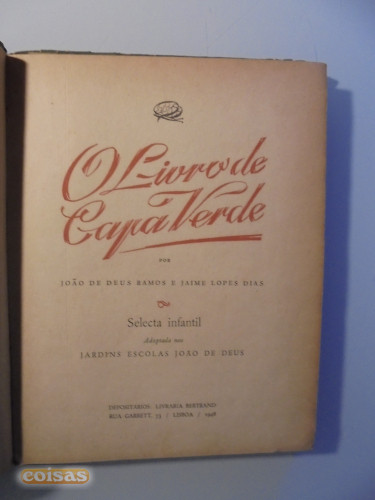 O Livro de
Capa Verde
POR
JOÃO DE DEUS RAMOS E JAIME LOPES DIAS
Selecta infantil
Adoptada nos
JARDINS ESCOLAS JOÃO DE DEUS
DEPOSITÁRIOS: LIVRARIA BERTRAND
RUA GARRETT, 73 / LISBOA / 1948
coisas